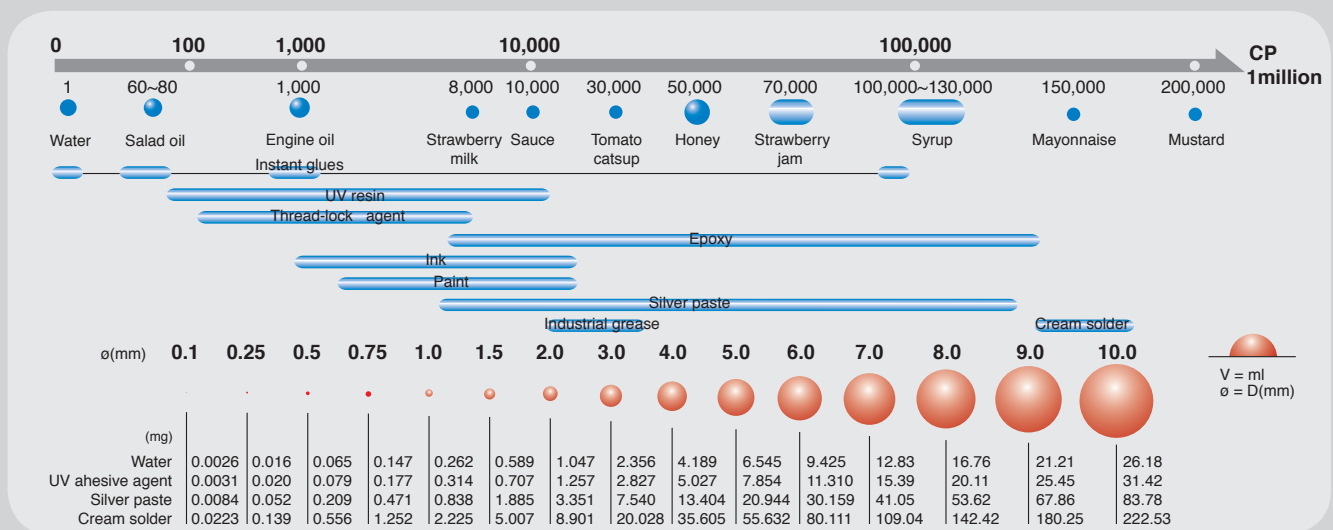 0 100 1,000 10,000 100,000 CP
1million
1 60~80 1,000 8,000 10,000 30,000 50,000 70,000 100,000~130,000 150,000 200,000
Water Salad oil Engine oil Strawberry Sauce Tomato Honey Strawberry Syrup Mayonnaise Mustard
milk catsup jam
Instant glues
UV resin
Thread-lock agent
Epoxy
Ink
Paint
Silver paste
Industrial grease Cream solder
ø(mm) 0.1 0.25 0.5 0.75 1.0 1.5 2.0 3.0 4.0 5.0 6.0 7.0 8.0 9.0 10.0
V = ml
ø = D(mm)
(mg)
Water 0.0026 0.016 0.065 0.147 0.262 0.589 1.047 2.356 4.189 6.545 9.425 12.83 16.76 21.21 26.18
UV ahesive agent 0.0031 0.020 0.079 0.177 0.314 0.707 1.257 2.827 5.027 7.854 11.310 15.39 20.11 25.45 31.42
Silver paste 0.0084 0.052 0.209 0.471 0.838 1.885 3.351 7.540 13.404 20.944 30.159 41.05 53.62 67.86 83.78
Cream solder 0.0223 0.139 0.556 1.252 2.225 5.007 8.901 20.028 35.605 55.632 80.111 109.04 142.42 180.25 222.53